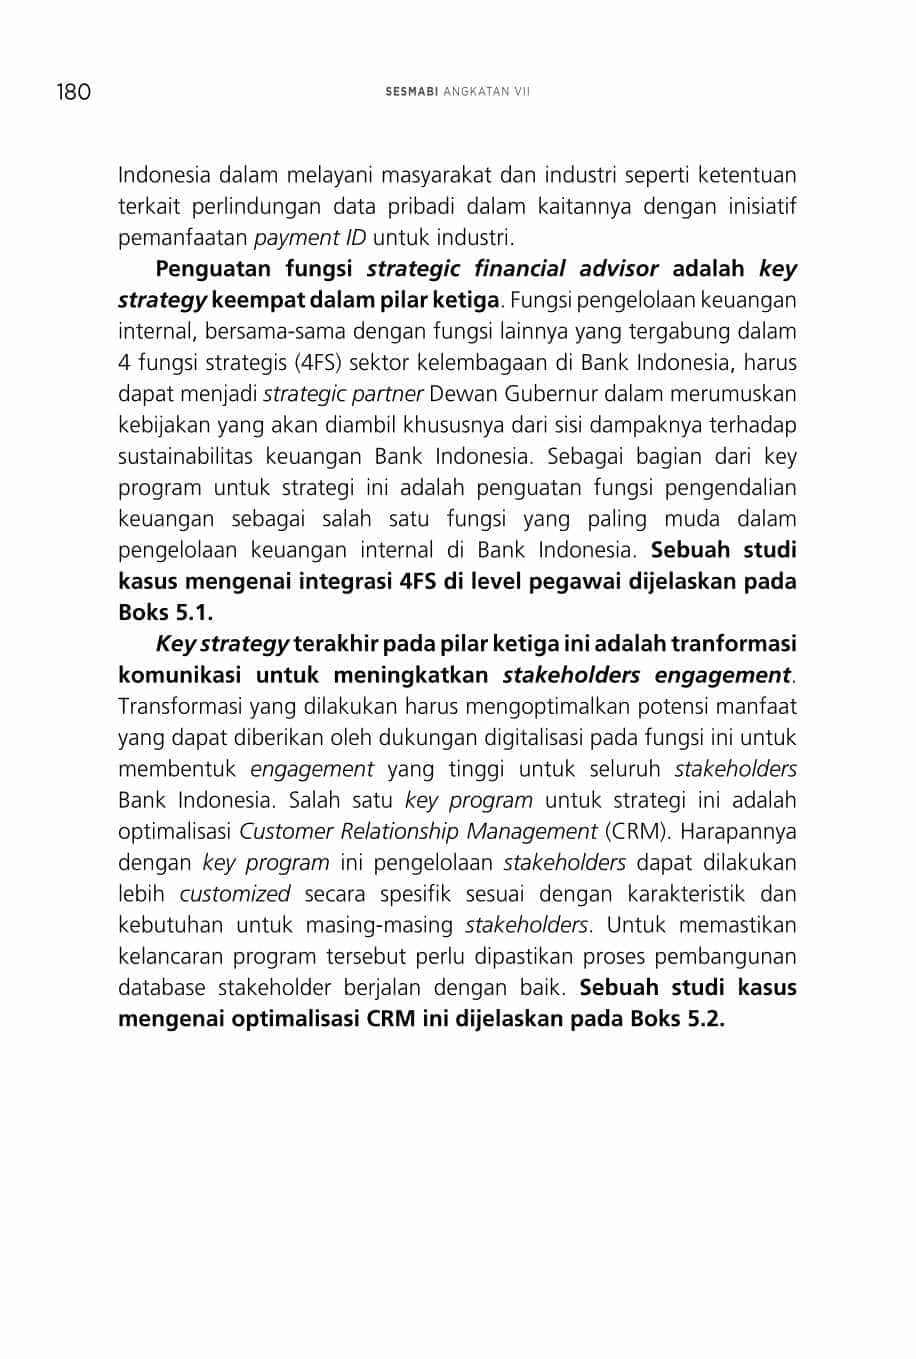 180
SESMABI ANGKATAN VII
Indonesia dalam melayani masyarakat dan industri seperti ketentuan
terkait perlindungan data pribadi dalam kaitannya dengan inisiatif
pemanfaatan payment ID untuk industri.
Penguatan fungsi strategic financial advisor adalah key
strategy keempat dalam pilar ketiga. Fungsi pengelolaan keuangan
internal, bersama-sama dengan fungsi lainnya yang tergabung dalam
4 fungsi strategis (4FS) sektor kelembagaan di Bank Indonesia, harus
dapat menjadi strategic partner Dewan Gubernur dalam merumuskan
kebijakan yang akan diambil khususnya dari sisi dampaknya terhadap
sustainabilitas keuangan Bank Indonesia. Sebagai bagian dari key
program untuk strategi ini adalah penguatan fungsi pengendalian
keuangan sebagai salah satu fungsi yang paling muda dalam
pengelolaan keuangan internal di Bank Indonesia. Sebuah studi
kasus mengenai integrasi 4FS di level pegawai dijelaskan pada
Boks 5.1.
Key strategy terakhir pada pilar ketiga ini adalah tranformasi
komunikasi untuk meningkatkan stakeholders engagement.
Transformasi yang dilakukan harus mengoptimalkan potensi manfaat
yang dapat diberikan oleh dukungan digitalisasi pada fungsi ini untuk
membentuk engagement yang tinggi untuk seluruh stakeholders
Bank Indonesia. Salah satu key program untuk strategi ini adalah
optimalisasi Customer Relationship Management (CRM). Harapannya
dengan key program ini pengelolaan stakeholders dapat dilakukan
lebih customized secara spesifik sesuai dengan karakteristik dan
kebutuhan untuk masing-masing stakeholders. Untuk memastikan
kelancaran program tersebut perlu dipastikan proses pembangunan
database stakeholder berjalan dengan baik. Sebuah studi kasus
mengenai optimalisasi CRM ini dijelaskan pada Boks 5.2.